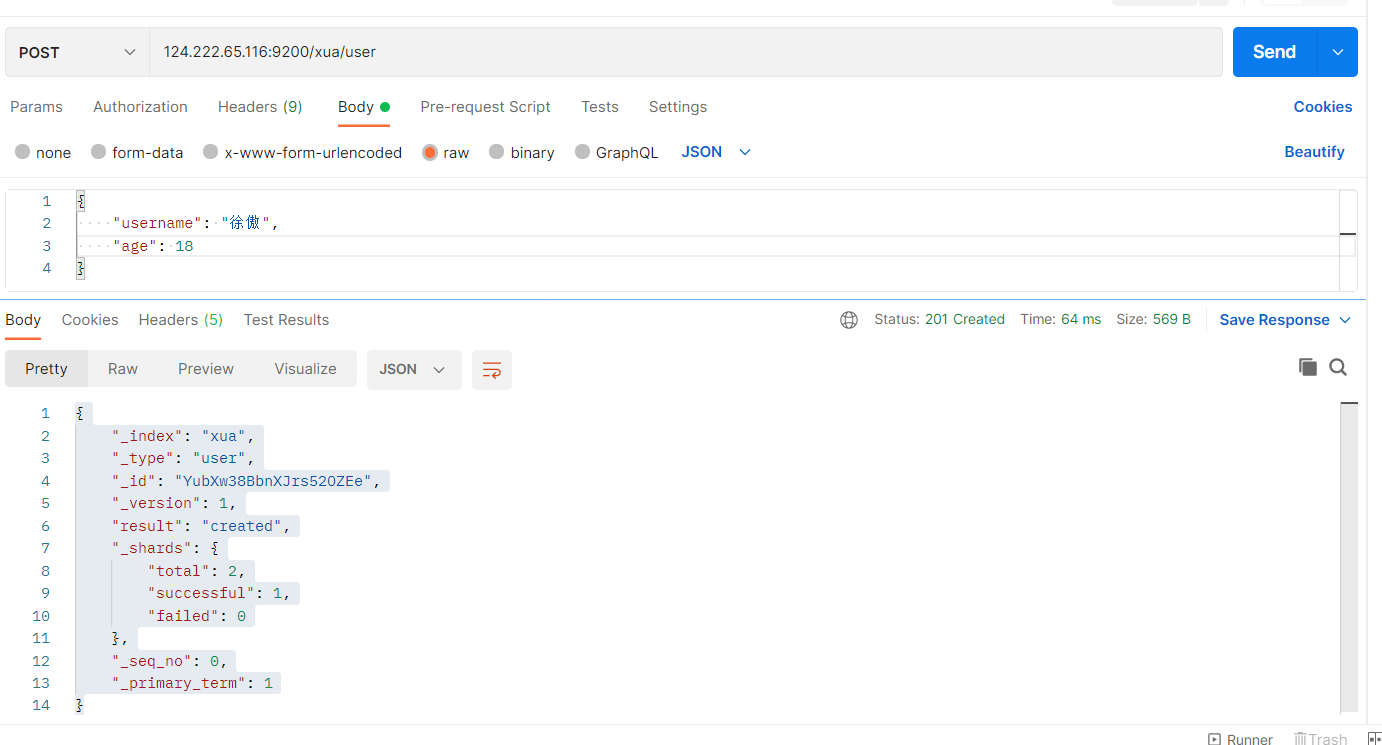 POST 124.222.65.116:9200/xua/user Send
Params Authorization Headers (9) Body Pre-request Script Tests Settings Cookies
none form-data x-www-form-urlencoded raw binary GraphQL JSON Beautify
1 {
2 "username": "徐傲",
3 "age": 18
4 }
Body Cookies Headers (5) Test Results Status: 201 Created Time: 64 ms Size: 569 B Save Response
Pretty Raw Preview Visualize JSON
1 {
2 "_index": "xua",
3 "_type": "user",
4 "_id": "YubXw38BbnXJrs52OZEe",
5 "_version": 1,
6 "result": "created",
7 "_shards": {
8 "total": 2,
9 "successful": 1,
10 "failed": 0
11 },
12 "_seq_no": 0,
13 "_primary_term": 1
14 }
Runner Trash